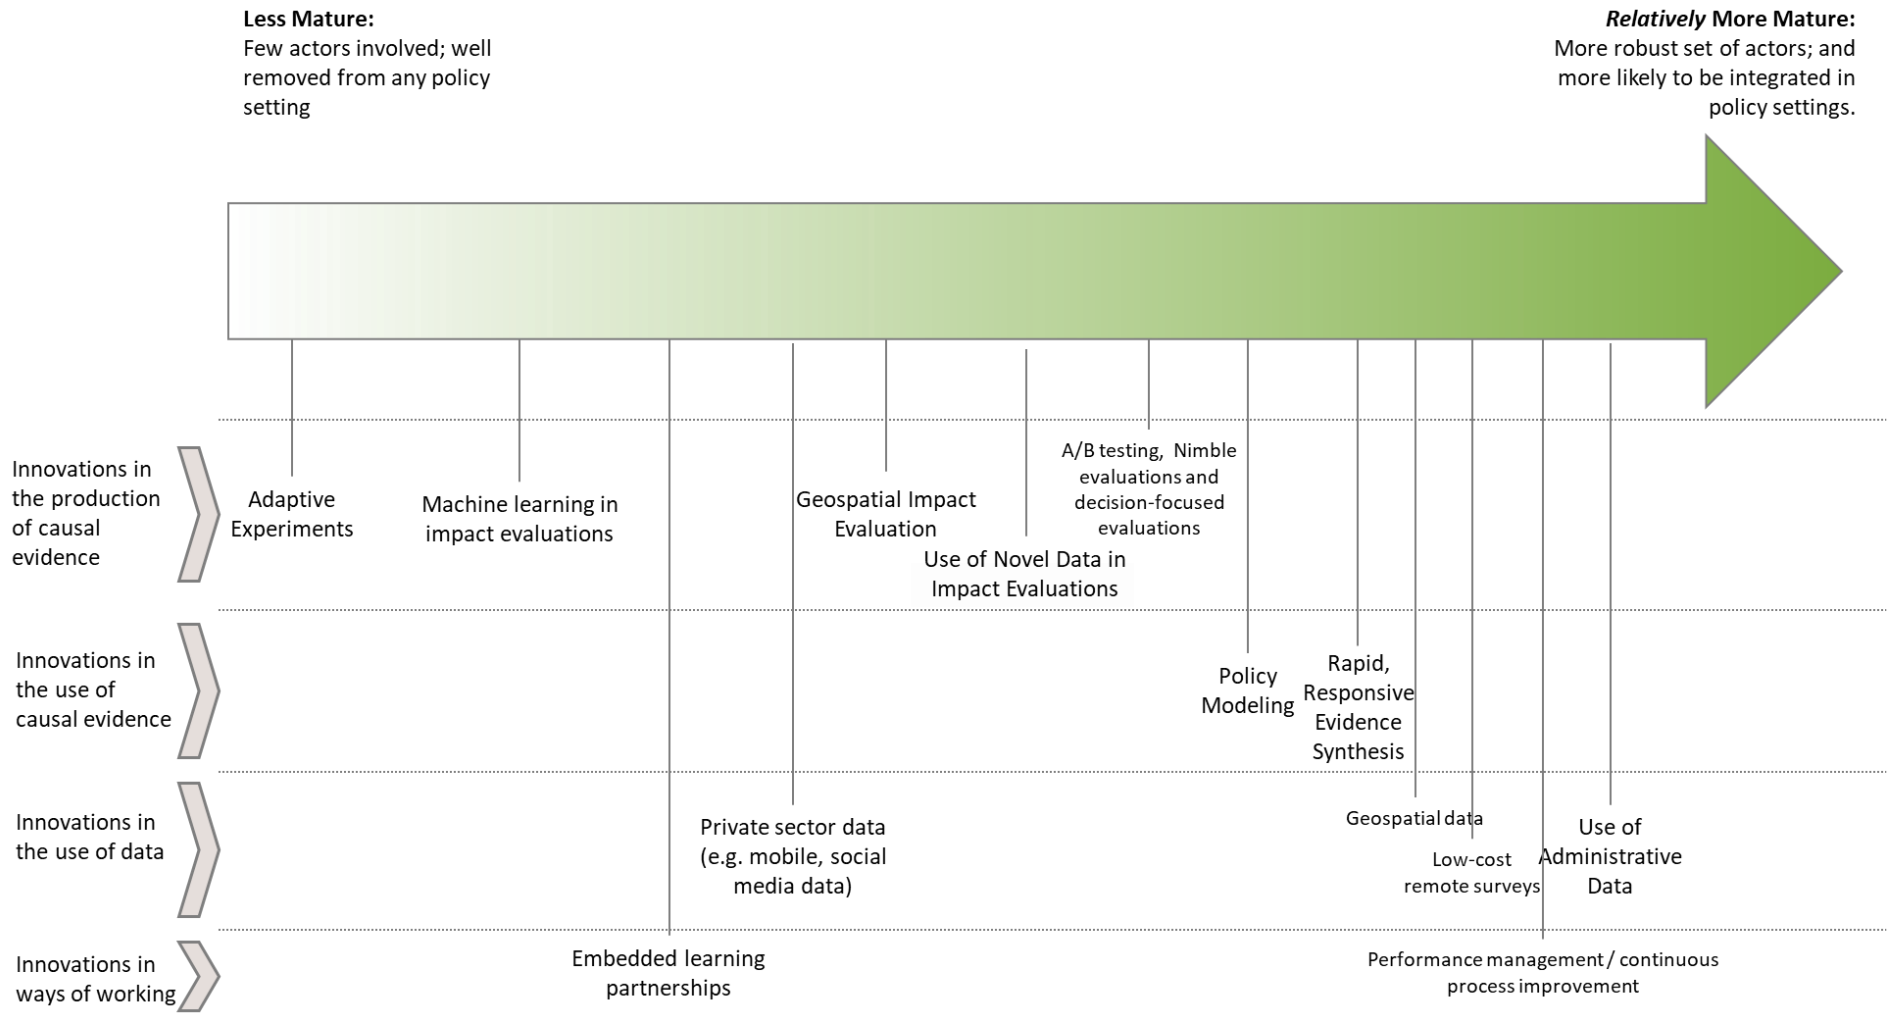 Less Mature:
Few actors involved; well
removed from any policy
setting
Relatively More Mature:
More robust set of actors; and
more likely to be integrated in
policy settings.
Innovations in
the production
of causal
evidence
Adaptive
Experiments
Machine learning in
impact evaluations
Geospatial Impact
Evaluation
Use of Novel Data in
Impact Evaluations
A/B testing, Nimble
evaluations and
decision-focused
evaluations
Innovations in
the use of
causal evidence
Policy
Modeling
Rapid,
Responsive
Evidence
Synthesis
Innovations in
the use of data
Private sector data
(e.g. mobile, social
media data)
Geospatial data
Low-cost
remote surveys
Use of
Administrative
Data
Innovations in
ways of working
Embedded learning
partnerships
Performance management / continuous
process improvement